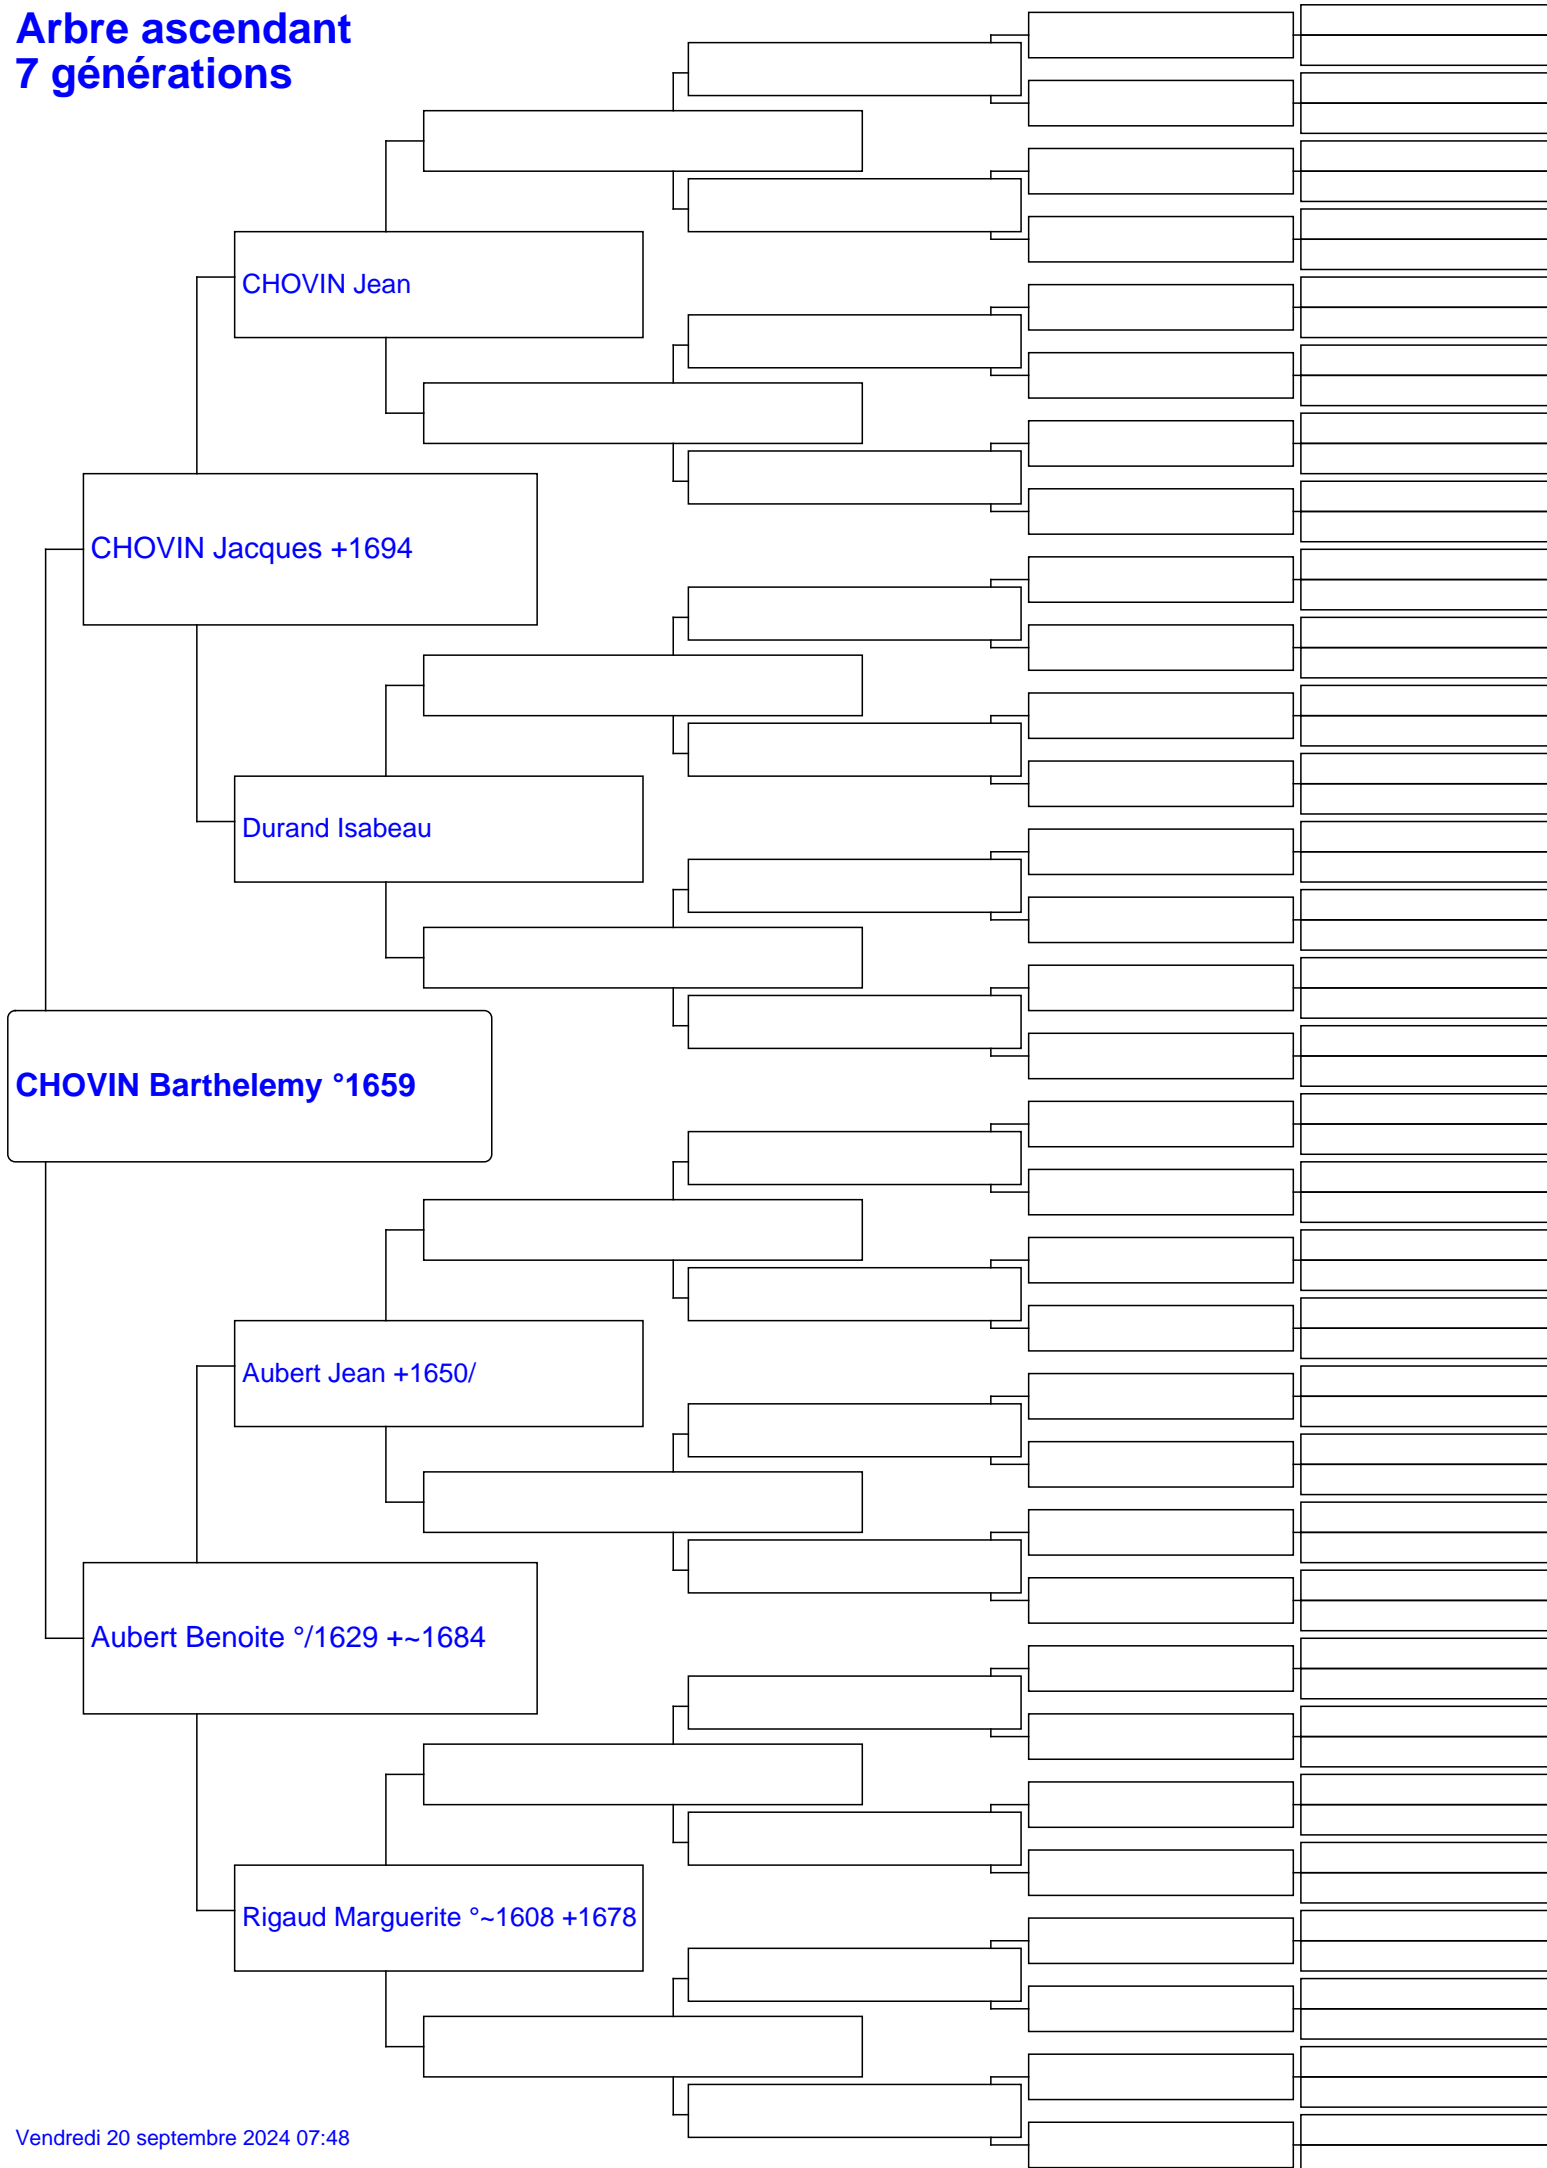 Arbre ascendant
7 générations
CHOVIN Jean
CHOVIN Jacques +1694
Durand Isabeau
CHOVIN Barthelemy °1659
Aubert Jean +1650/
Aubert Benoite °/1629 +~1684
Rigaud Marguerite °~1608 +1678
Vendredi 20 septembre 2024 07:48